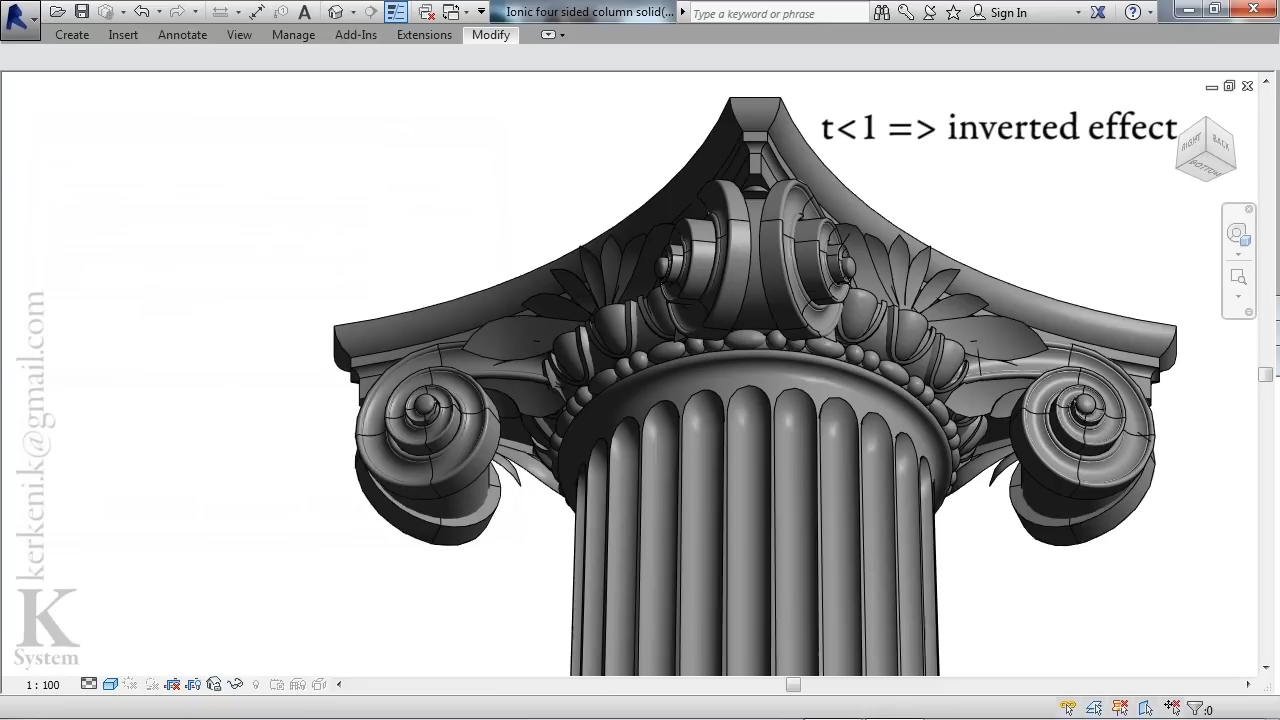 Ionic four sided column solid(...
Type a keyword or phrase
Sign In
Create Insert Annotate View Manage Add-Ins Extensions Modify
t<1 => inverted effect
RIGHT BACK
BOTTOM
kerkeni.k@gmail.com
K
System
1 : 100
:0